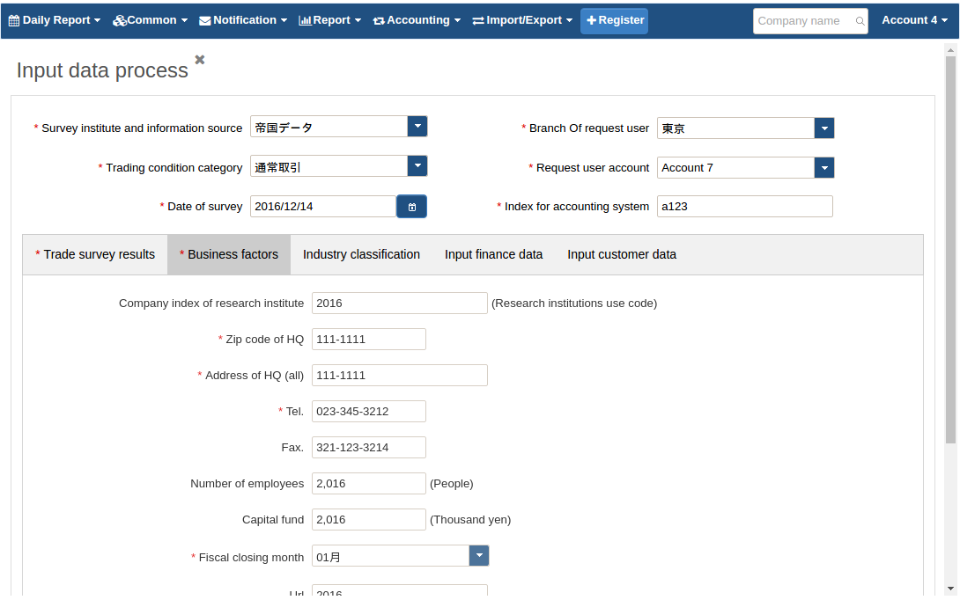 Daily Report Common Notification Report Accounting Import/Export Register Company name Account 4
Input data process
* Survey institute and information source 帝国データ * Branch Of request user 東京
* Trading condition category 通常取引 * Request user account Account 7
* Date of survey 2016/12/14 * Index for accounting system a123
* Trade survey results * Business factors Industry classification Input finance data Input customer data
Company index of research institute 2016 (Research institutions use code)
* Zip code of HQ 111-1111
* Address of HQ (all) 111-1111
* Tel. 023-345-3212
Fax. 321-123-3214
Number of employees 2,016 (People)
Capital fund 2,016 (Thousand yen)
* Fiscal closing month 01月
Url 2016